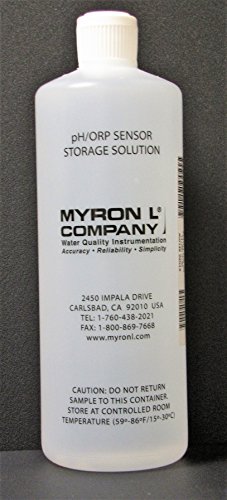 pH/ORP SENSOR
STORAGE SOLUTION
MYRON L®
COMPANY
Water Quality Instrumentation
Accuracy • Reliability • Simplicity
2450 IMPALA DRIVE
CARLSBAD, CA 92010 USA
TEL: 1-760-438-2021
FAX: 1-800-869-7668
www.myronl.com
CAUTION: DO NOT RETURN
SAMPLE TO THIS CONTAINER.
STORE AT CONTROLLED ROOM
TEMPERATURE (59º-86ºF/15º-30ºC)